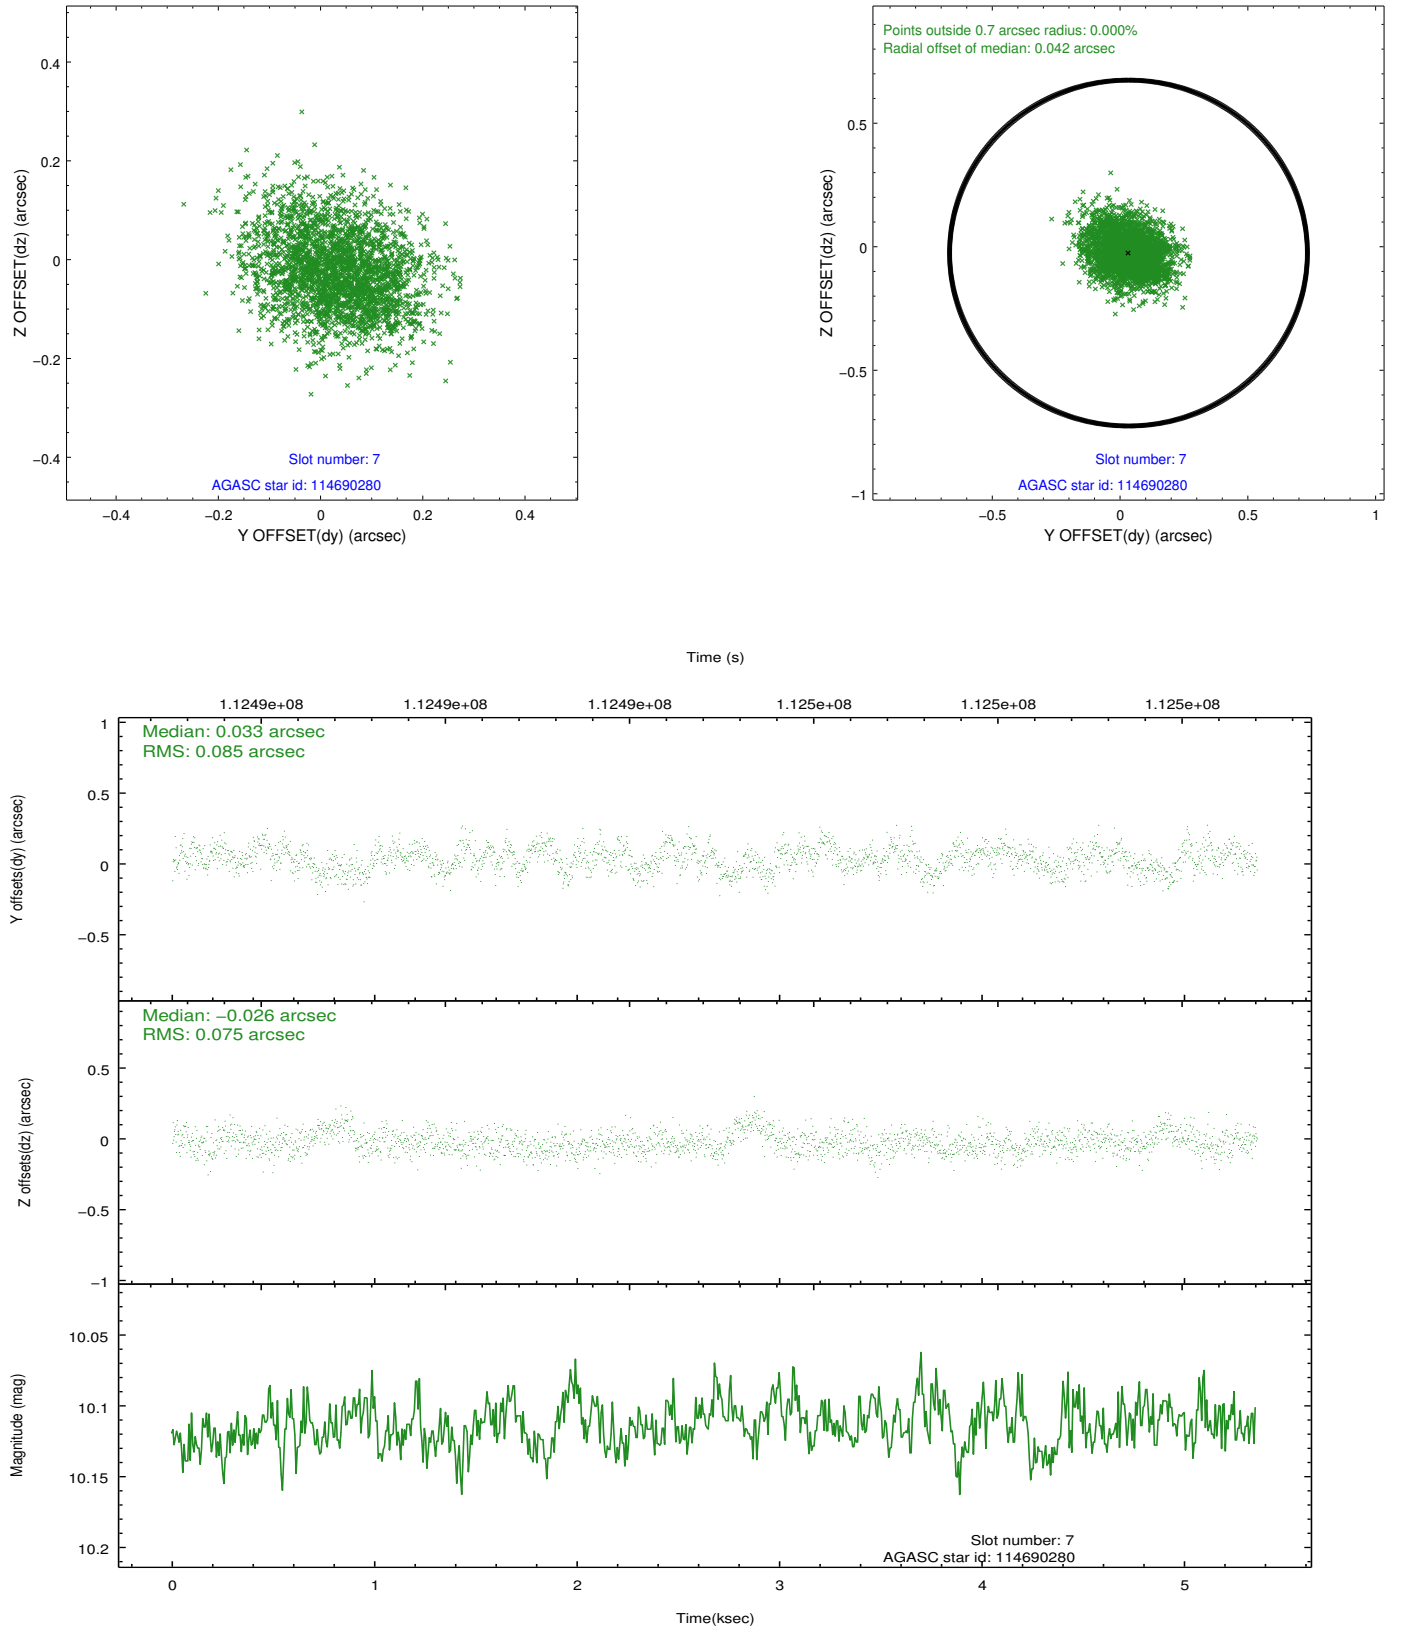 0.4
0.2
0
−0.2
−0.4
Z OFFSET(dz) (arcsec)
Slot number: 7
AGASC star id: 114690280
−0.4
−0.2
0
0.2
0.4
Y OFFSET(dy) (arcsec)
Points outside 0.7 arcsec radius: 0.000%
Radial offset of median: 0.042 arcsec
0.5
0
−0.5
−1
Z OFFSET(dz) (arcsec)
Slot number: 7
AGASC star id: 114690280
−0.5
0
0.5
1
Y OFFSET(dy) (arcsec)
Time (s)
1.1249e+08
1.1249e+08
1.1249e+08
1.125e+08
1.125e+08
1.125e+08
Median: 0.033 arcsec
RMS: 0.085 arcsec
1
0.5
0
−0.5
Y offsets(dy) (arcsec)
Median: −0.026 arcsec
RMS: 0.075 arcsec
0.5
0
−0.5
−1
Z offsets(dz) (arcsec)
10.05
10.1
10.15
10.2
Magnitude (mag)
Slot number: 7
AGASC star id: 114690280
0
1
2
3
4
5
Time(ksec)